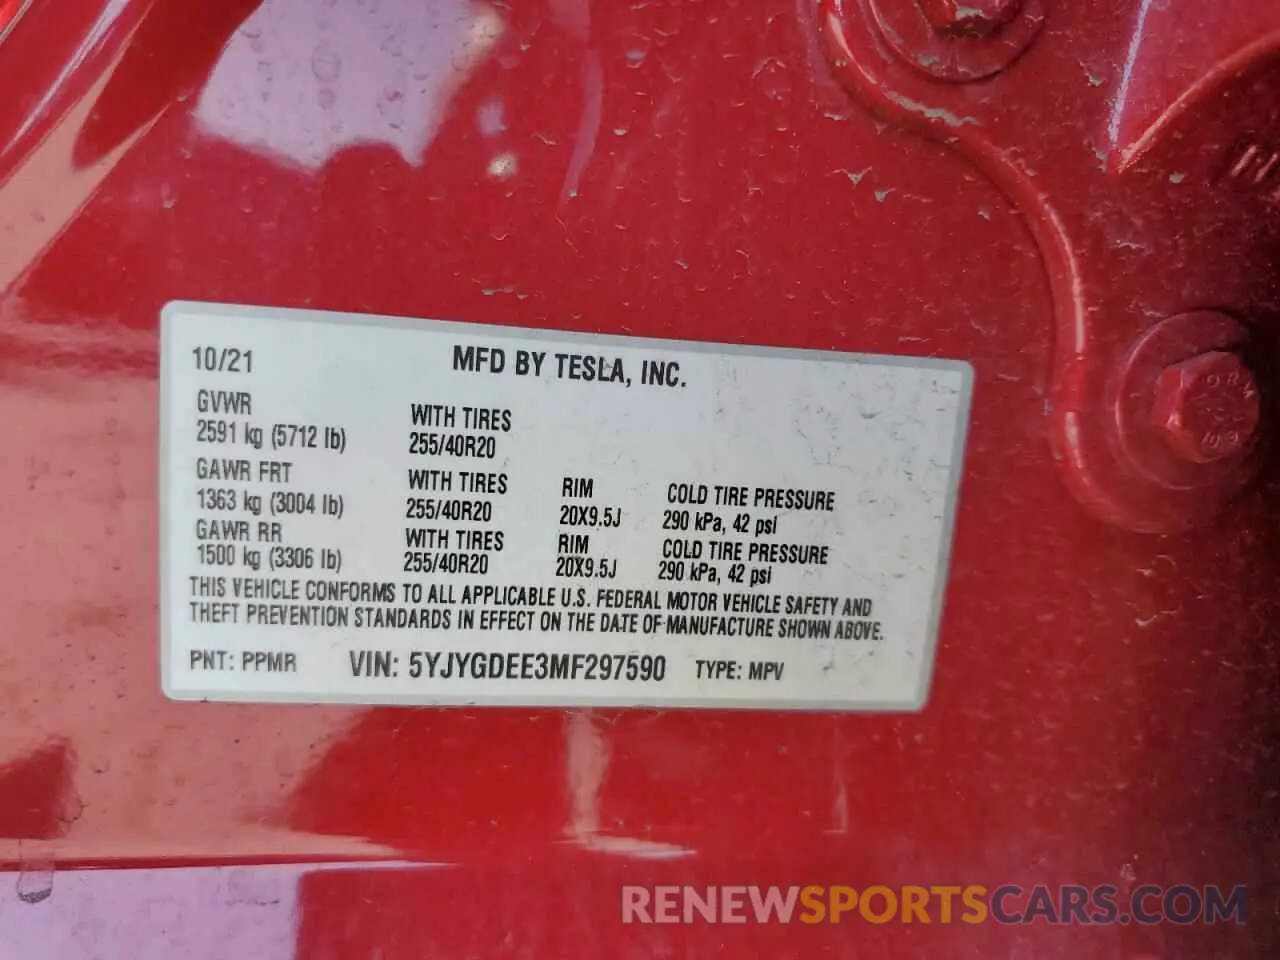 10/21 MFD BY TESLA, INC.
GVWR WITH TIRES
2591 kg (5712 lb) 255/40R20
GAWR FRT WITH TIRES RIM COLD TIRE PRESSURE
1363 kg (3004 lb) 255/40R20 20X9.5J 290 kPa, 42 psi
GAWR RR WITH TIRES RIM COLD TIRE PRESSURE
1500 kg (3306 lb) 255/40R20 20X9.5J 290 kPa, 42 psi
THIS VEHICLE CONFORMS TO ALL APPLICABLE U.S. FEDERAL MOTOR VEHICLE SAFETY AND
THEFT PREVENTION STANDARDS IN EFFECT ON THE DATE OF MANUFACTURE SHOWN ABOVE.
PNT: PPMR VIN: 5YJYGDEE3MF297590 TYPE: MPV
RENEWSPORTSCARS.COM